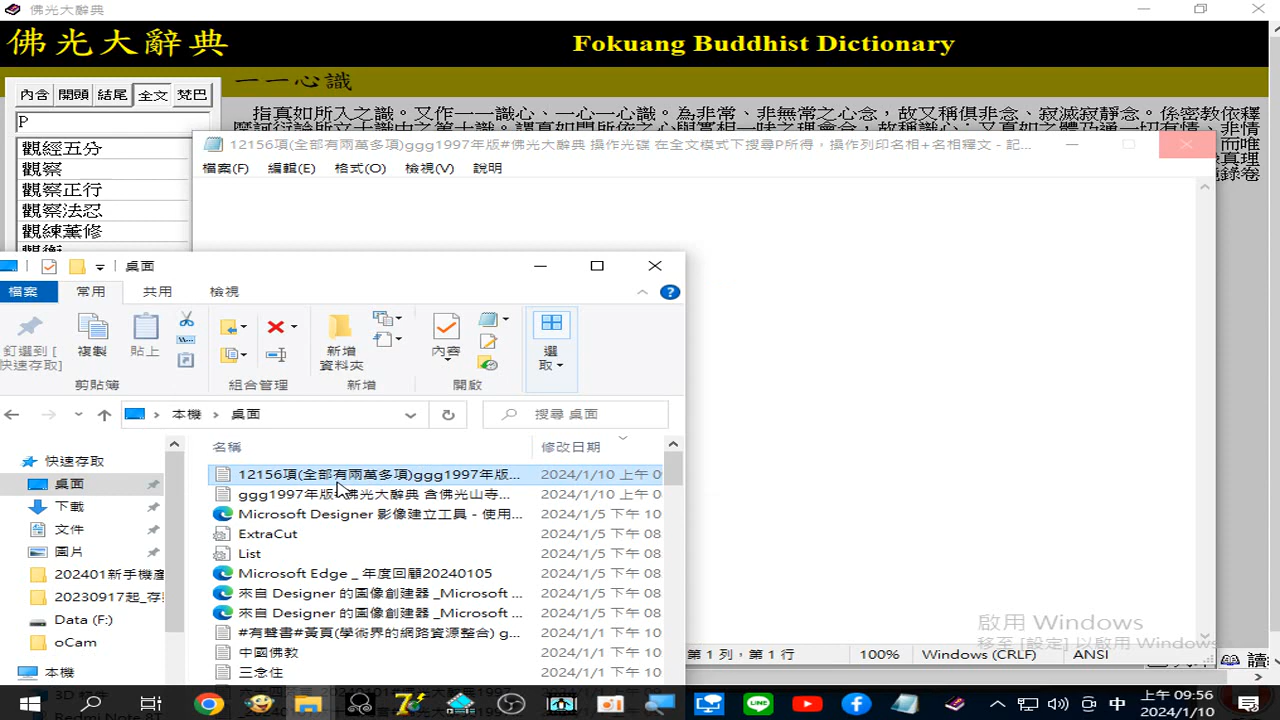 佛光大辭典
佛光大辭典
Fokuang Buddhist Dictionary
一一心識
內含 開頭 結尾 全文 梵巴
P
指真如所入之識。又作一一識心、一心一心識。為非常、非無常之心念，故又稱俱非念、寂滅寂靜念。係密教依釋
觀經五分
觀察
觀察正行
觀察法忍
觀練薰修
12156項(全部有兩萬多項)ggg1997年版#佛光大辭典 操作光碟 在全文模式下搜尋P所得，操作列印名相+名相釋文 - 記...
檔案(F) 編輯(E) 格式(O) 檢視(V) 說明
桌面
檔案 常用 共用 檢視
釘選到 [
快速存取]
複製
貼上
剪貼簿
組合管理
新增
資料夾
新增
內容
開啟
選
取
本機 桌面
搜尋 桌面
名稱 修改日期
快速存取
桌面
下載
文件
圖片
202401新手機產
20230917起_存
Data (F:)
oCam
本機
12156項(全部有兩萬多項)ggg1997年版... 2024/1/10 上午 0
ggg1997年版#佛光大辭典 含佛光山寺... 2024/1/10 上午 0
Microsoft Designer 影像建立工具 - 使用... 2024/1/5 下午 10
ExtraCut 2024/1/5 下午 08
List 2024/1/5 下午 08
Microsoft Edge _ 年度回顧20240105 2024/1/5 下午 08
來自 Designer 的圖像創建器 _Microsoft ... 2024/1/5 下午 08
來自 Designer 的圖像創建器 _Microsoft ... 2024/1/5 下午 08
#有聲書#黃頁(學術界的網路資源整合) g... 2024/1/1 下午 10
中國佛教 2024/1/1 下午 10
三念住 2024/1/1 下午 10
啟用 Windows
移至 [設定] 以啟用 Windows
第 1 列，第 1 行 100% Windows (CRLF) ANSI
讀
中
上午 09:56
2024/1/10